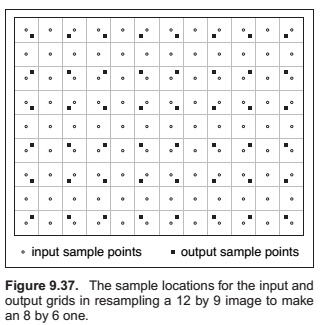 ◦ input sample points ▪ output sample points
Figure 9.37. The sample locations for the input and
output grids in resampling a 12 by 9 image to make
an 8 by 6 one.